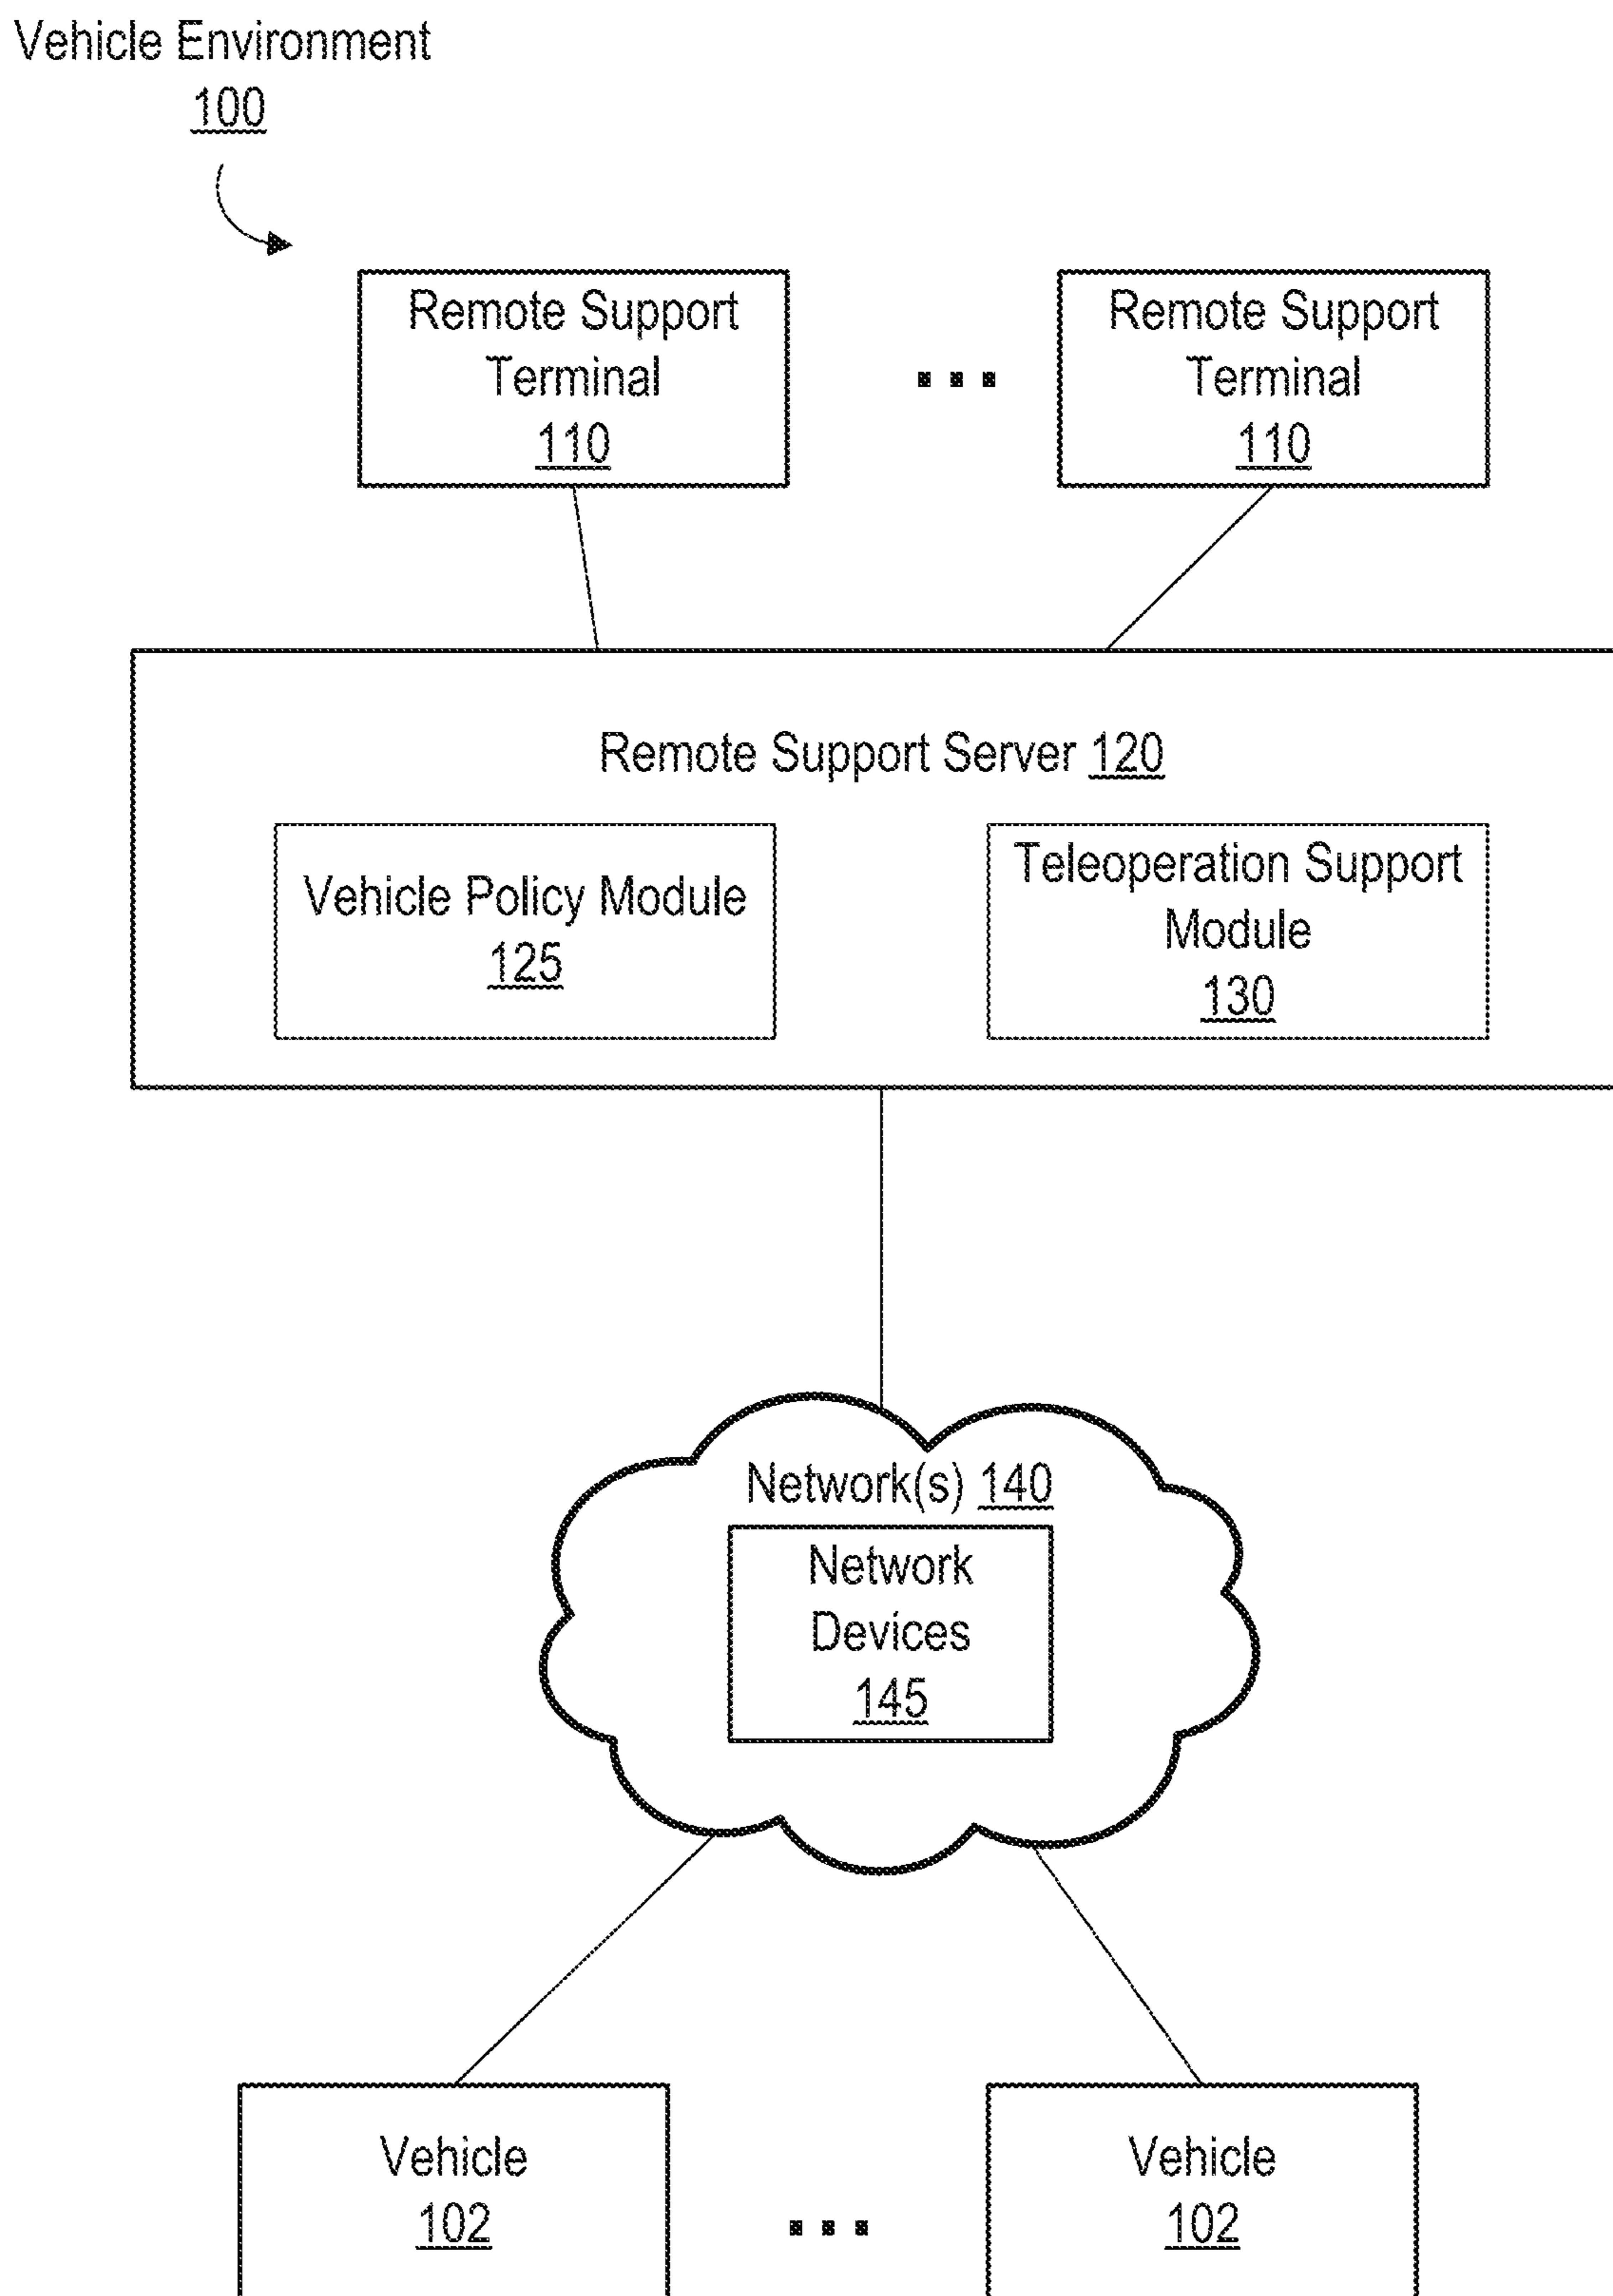 Vehicle Environment
100
Remote Support
Terminal
110
...
Remote Support
Terminal
110
Remote Support Server 120
Vehicle Policy Module
125
Teleoperation Support
Module
130
Network(s) 140
Network
Devices
145
Vehicle
102
...
Vehicle
102